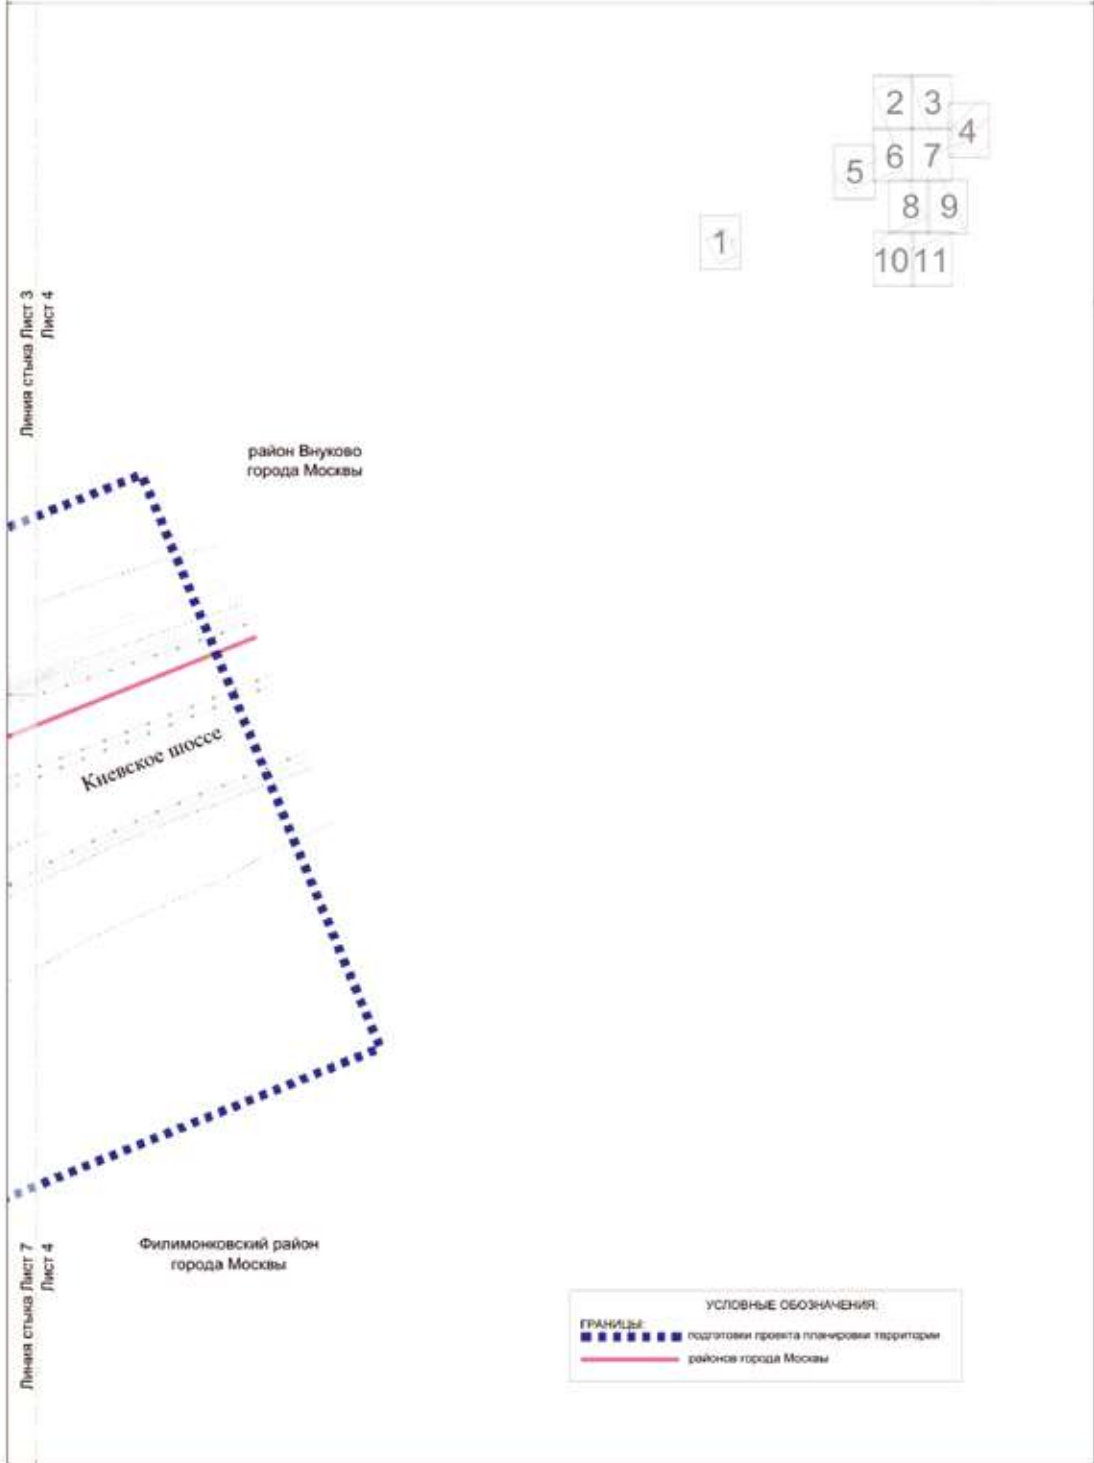 2 3
4
6 7
5
8 9
1
10 11
Линия стыка Лист 3
Лист 4
район Внуково
города Москвы
Киевское шоссе
Филимонковский район
города Москвы
Линия стыка Лист 7
Лист 4
УСЛОВНЫЕ ОБОЗНАЧЕНИЯ:
ГРАНИЦЫ:
подготовки проекта планировки территории
районов города Москвы